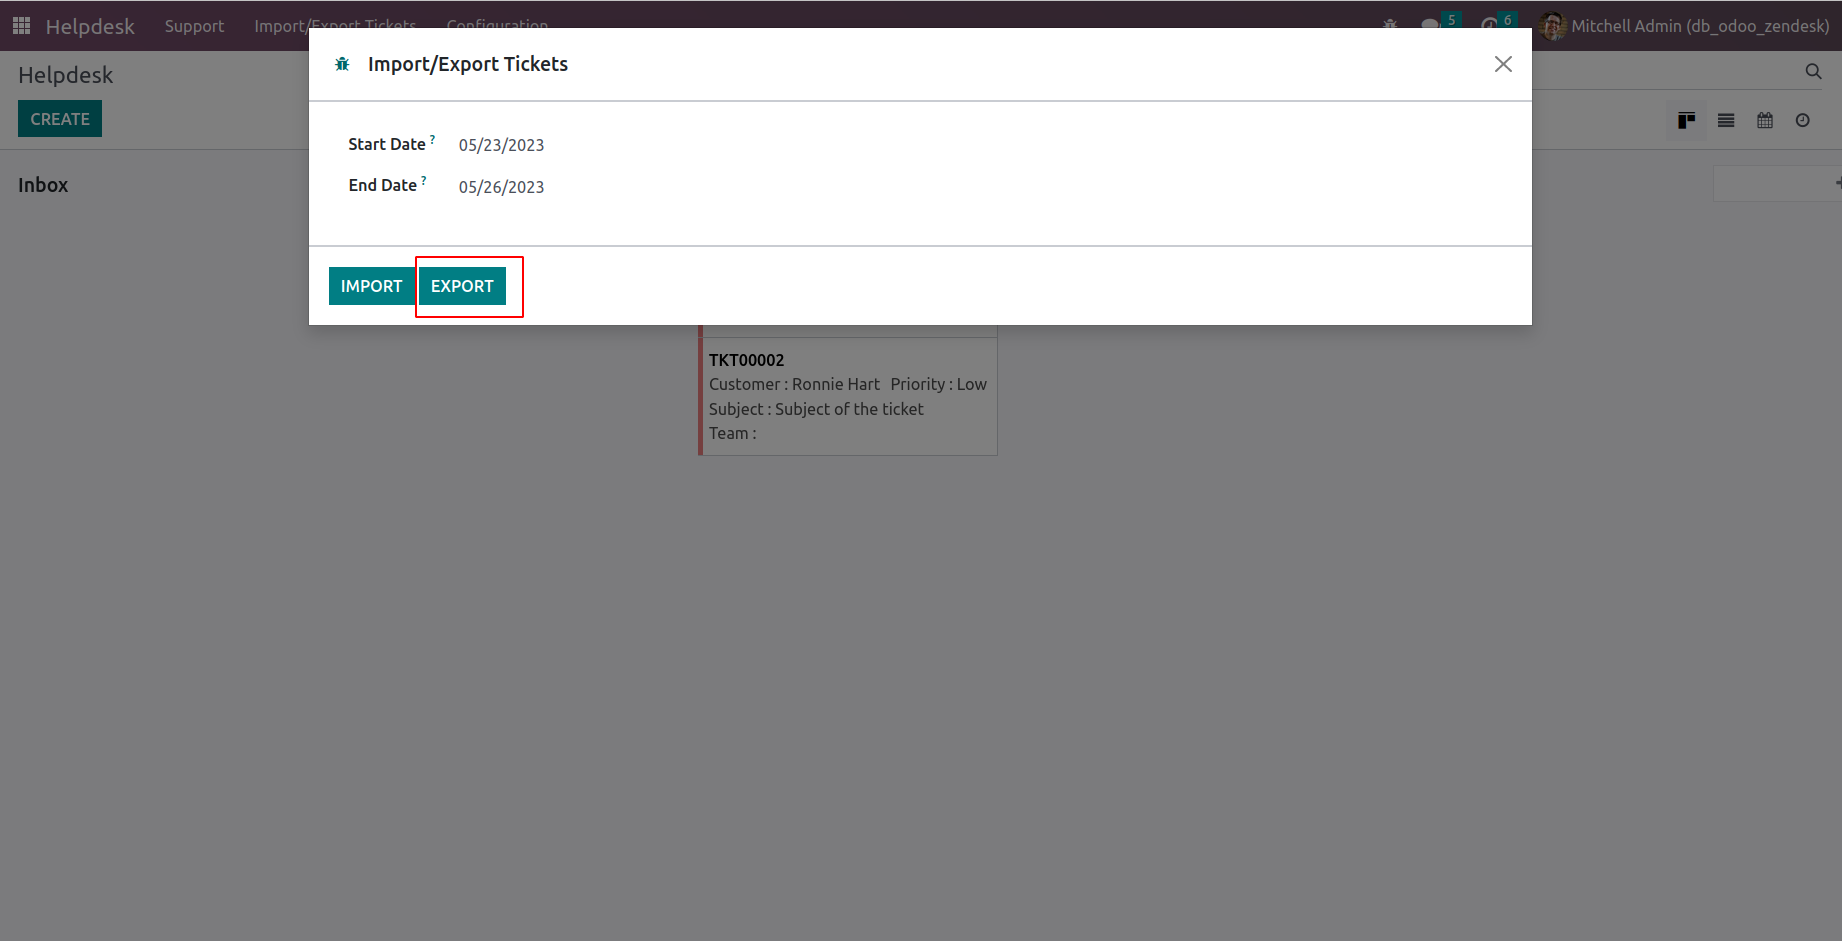 Helpdesk Support Import/Export Tickets Configuration 5 6 Mitchell Admin (db_odoo_zendesk)
Helpdesk
CREATE
Import/Export Tickets
Start Date ? 05/23/2023
End Date ? 05/26/2023
IMPORT EXPORT
Inbox
TKT00002
Customer : Ronnie Hart Priority : Low
Subject : Subject of the ticket
Team :